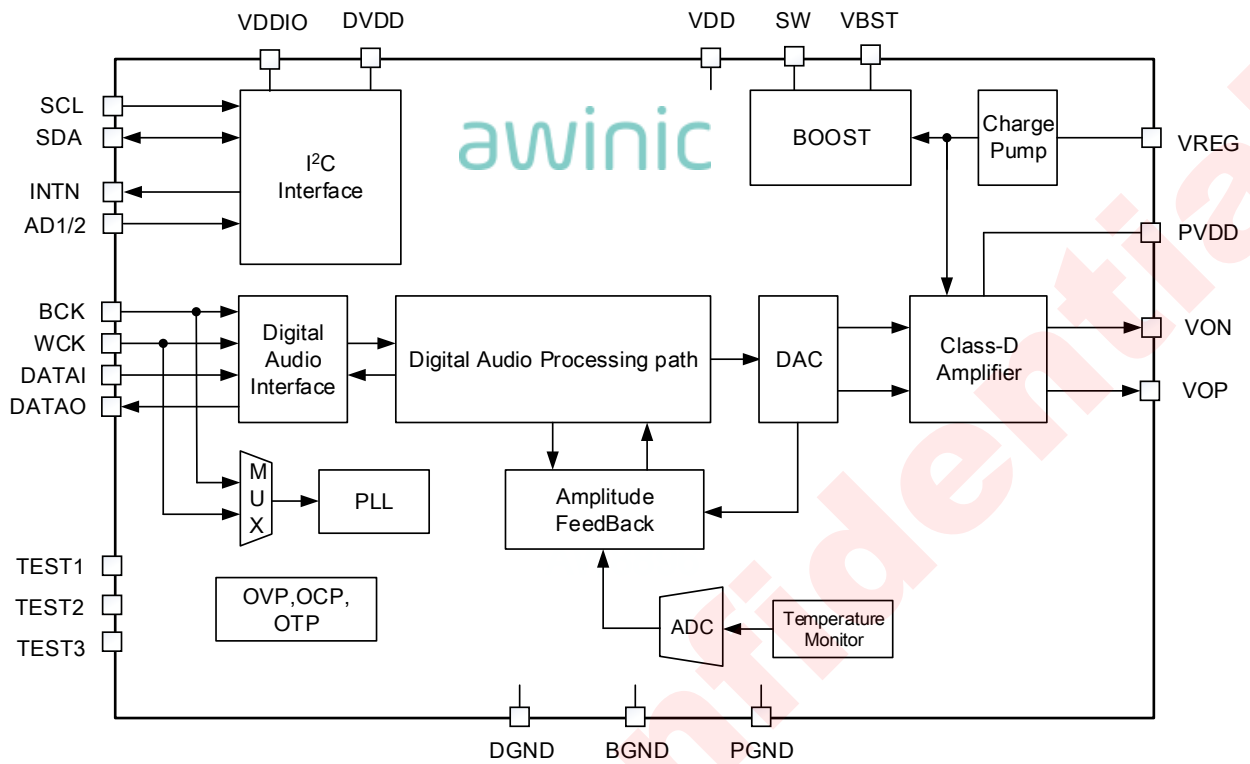 VDDIO DVDD VDD SW VBST
SCL
SDA
INTN
AD1/2
I²C
Interface
awinic
BOOST
Charge
Pump
VREG
PVDD
BCK
WCK
DATAI
DATAO
Digital
Audio
Interface
Digital Audio Processing path
DAC
Class-D
Amplifier
VON
VOP
M
U
X
PLL
Amplitude
FeedBack
TEST1
TEST2
TEST3
OVP,OCP,
OTP
ADC
Temperature
Monitor
DGND BGND PGND
nfidential